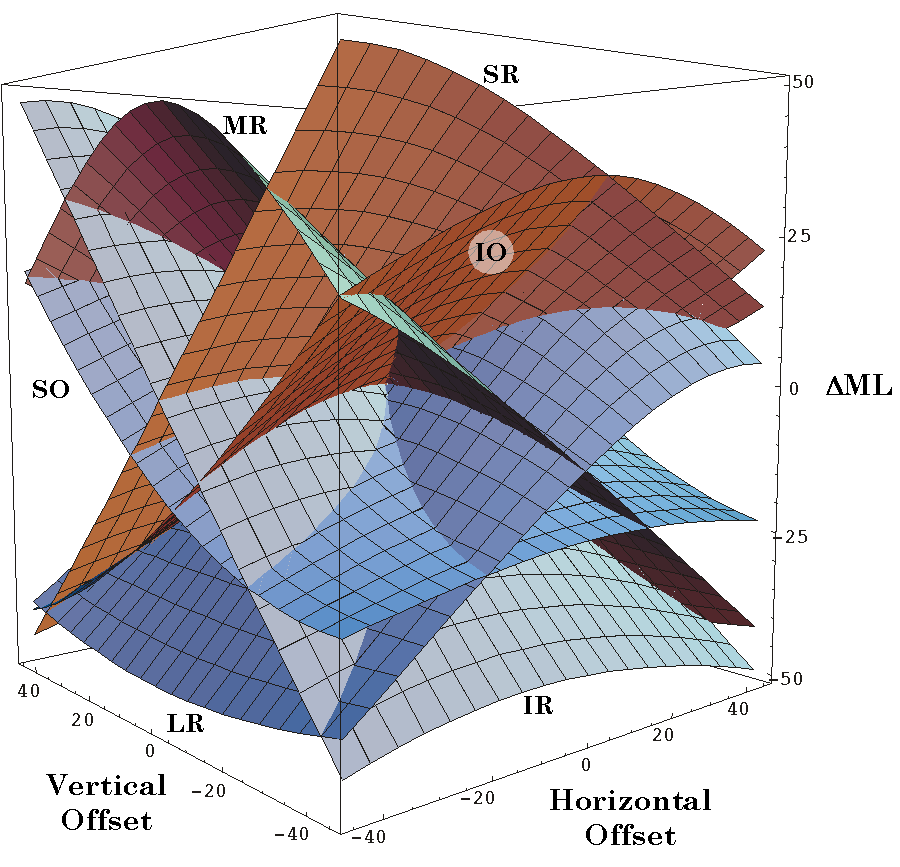 SR
50
MR
25
IO
SO
0
ΔML
−25
−50
40
IR
40
20
LR
20
0
0
Vertical
Offset
−20
−20
Horizontal
Offset
−40
−40